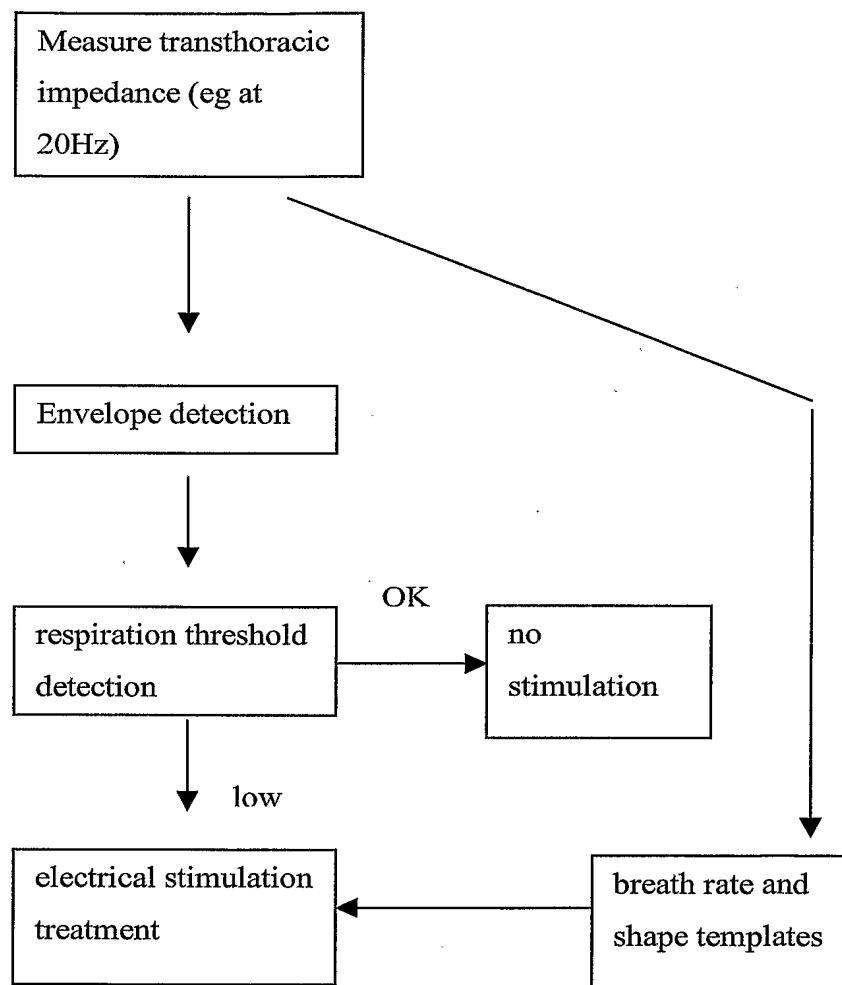 Measure transthoracic
impedance (eg at
20Hz)
Envelope detection
respiration threshold
detection
OK
no
stimulation
low
electrical stimulation
treatment
breath rate and
shape templates